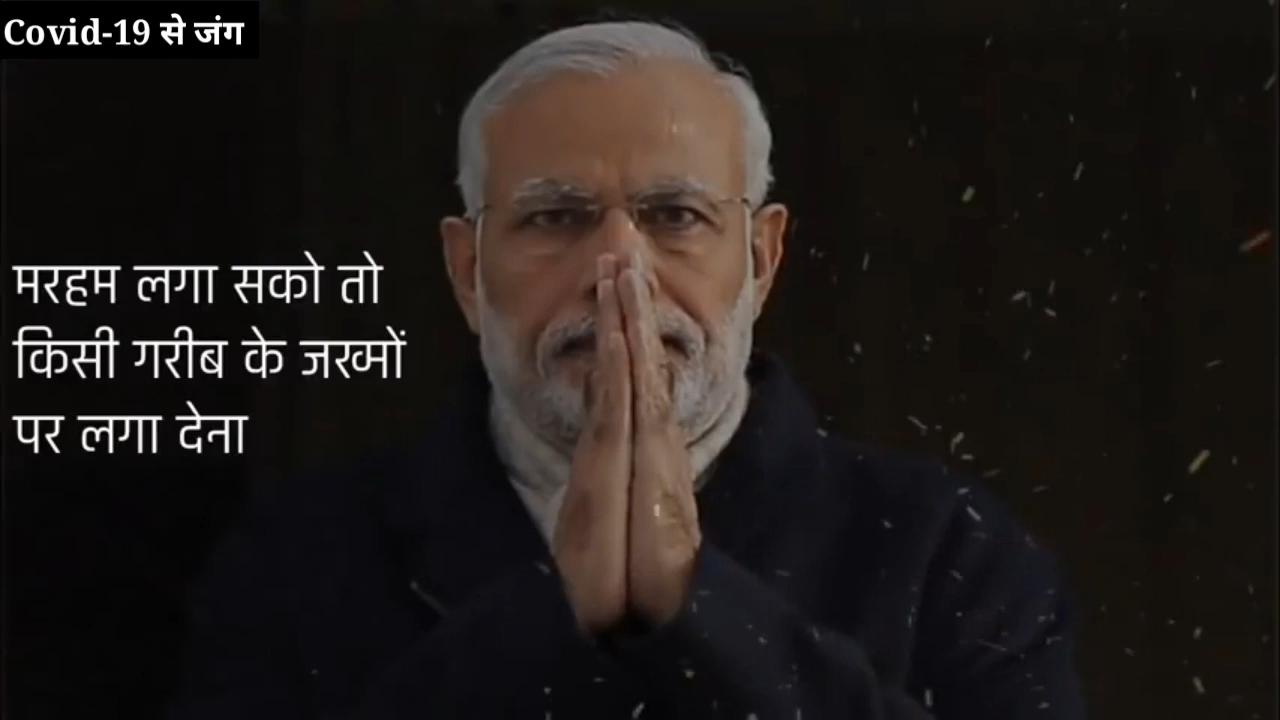 Covid-19 से जंग
मरहम लगा सको तो
किसी गरीब के जख्मों
पर लगा देना